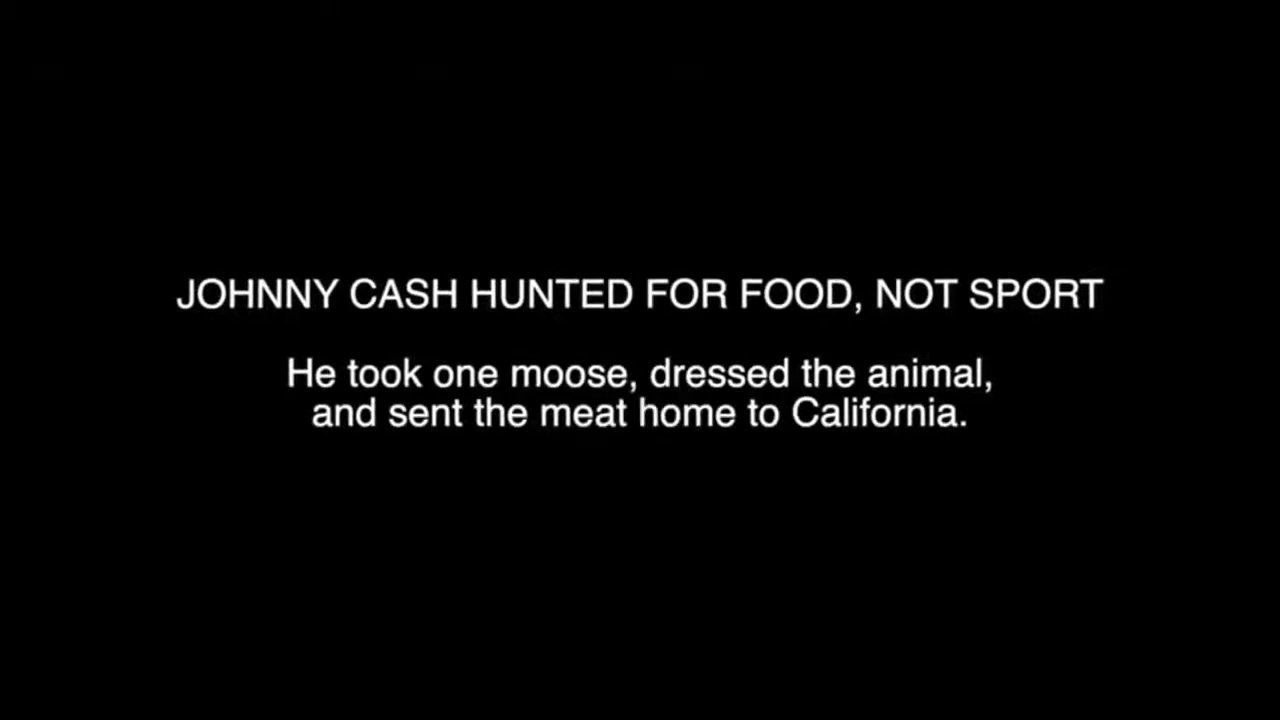 JOHNNY CASH HUNTED FOR FOOD, NOT SPORT
He took one moose, dressed the animal,
and sent the meat home to California.